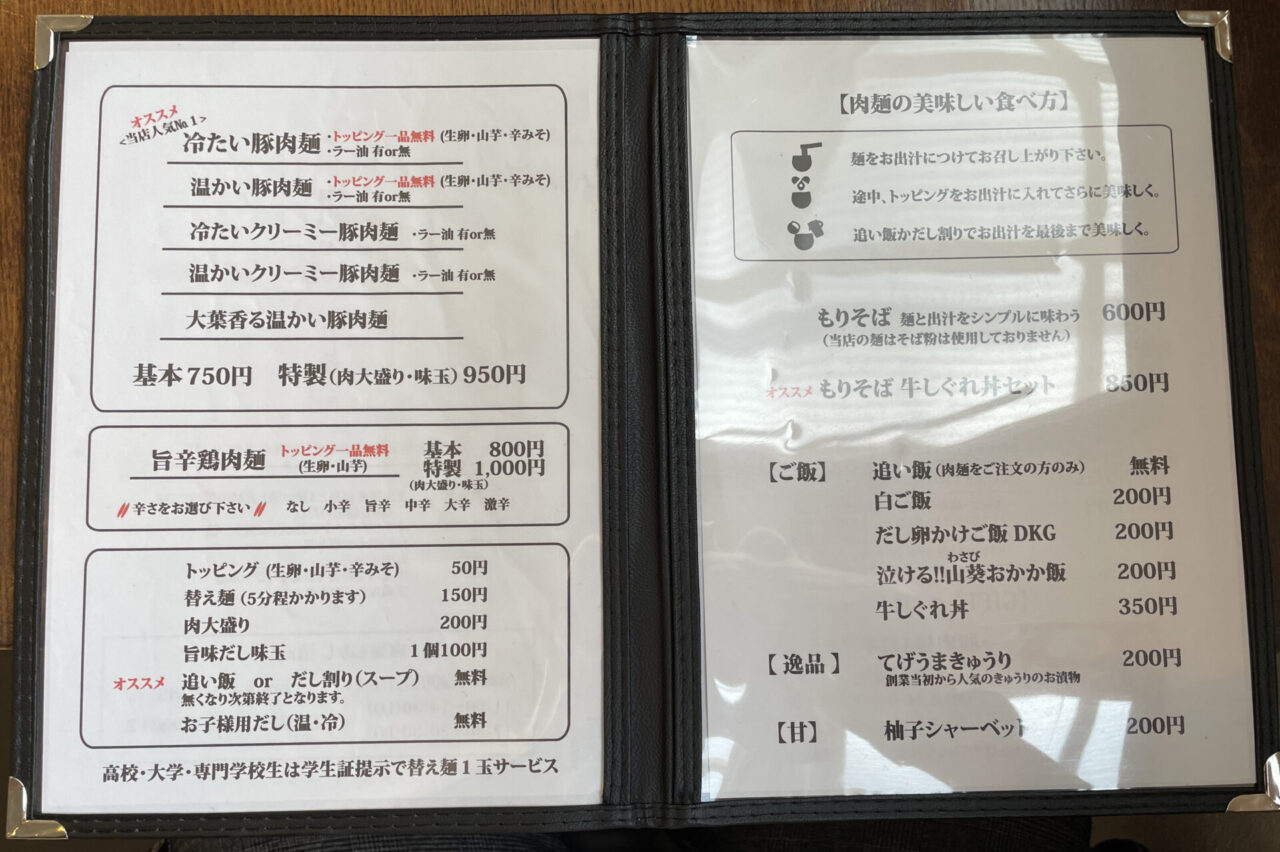 オススメ
<当店人気№1>
冷たい豚肉麺 ・トッピング一品無料 (生卵・山芋・辛みそ)
・ラー油 有or無
温かい豚肉麺 ・トッピング一品無料 (生卵・山芋・辛みそ)
・ラー油 有or無
冷たいクリーミー豚肉麺 ・ラー油 有or無
温かいクリーミー豚肉麺 ・ラー油 有or無
大葉香る温かい豚肉麺
基本 750円 特製(肉大盛り・味玉) 950円
旨辛鶏肉麺 トッピング一品無料 (生卵・山芋)
基本 800円
特製 1,000円
(肉大盛り・味玉)
〃辛さをお選び下さい〃 なし 小辛 旨辛 中辛 大辛 激辛
トッピング (生卵・山芋・辛みそ) 50円
替え麺 (5分程かかります) 150円
肉大盛り 200円
旨味だし味玉 1個100円
オススメ 追い飯 or だし割り(スープ) 無料
無くなり次第終了となります。
お子様用だし(温・冷) 無料
高校・大学・専門学校生は学生証提示で替え麺1玉サービス
【肉麺の美味しい食べ方】
麺をお出汁につけてお召し上がり下さい。
途中、トッピングをお出汁に入れてさらに美味しく。
追い飯かだし割りでお出汁を最後まで美味しく。
もりそば 麺と出汁をシンプルに味わう 600円
(当店の麺はそば粉は使用しておりません)
オススメ もりそば 牛しぐれ丼セット 850円
【ご飯】 追い飯 (肉麺をご注文の方のみ) 無料
白ご飯 200円
だし卵かけご飯 DKG 200円
わさび
泣ける!!山葵おかか飯 200円
牛しぐれ丼 350円
【逸品】 てげうまきゅうり 200円
創業当初から人気のきゅうりのお漬物
【甘】 柚子シャーベット 200円